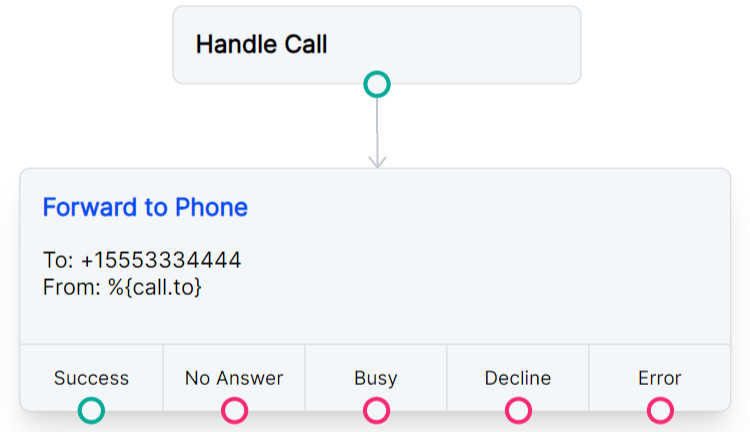 Handle Call
Forward to Phone
To: +15553334444
From: %{call.to}
Success No Answer Busy Decline Error